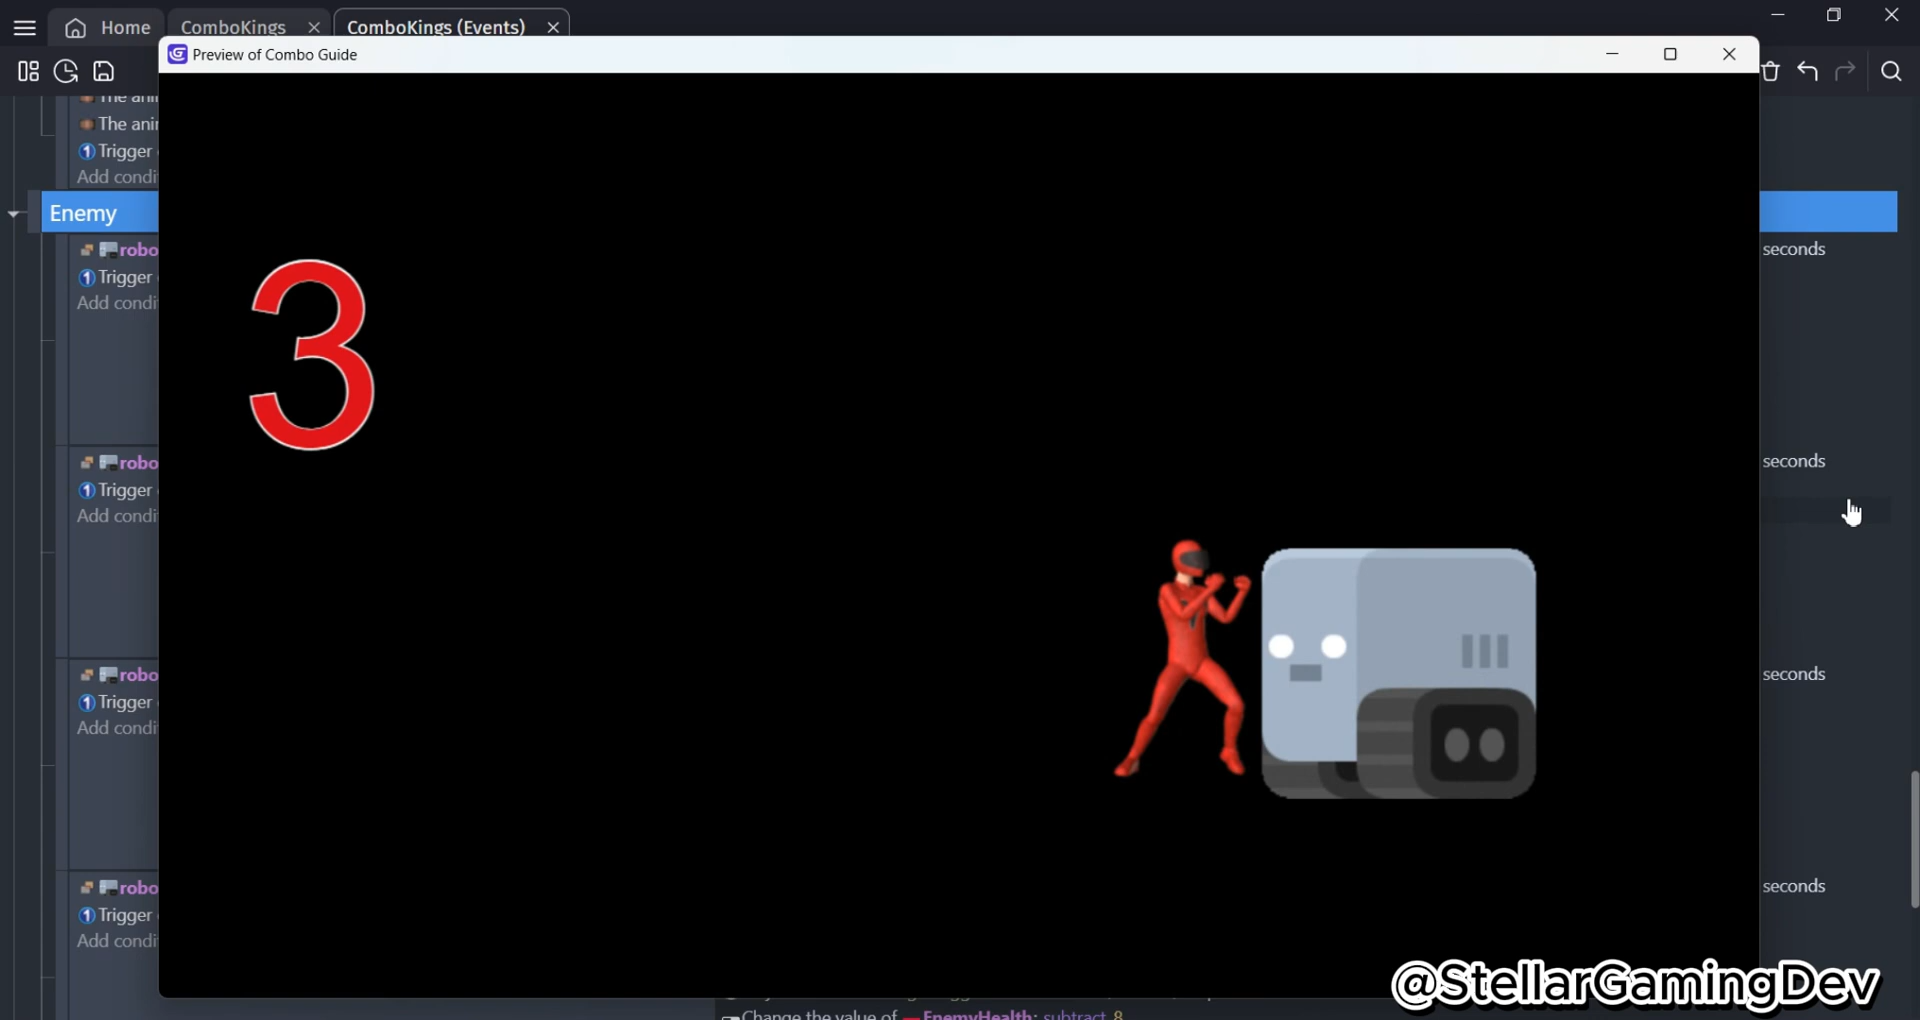 Home
ComboKings
ComboKings (Events)
Preview of Combo Guide
The ani
Trigger
Add condi
Enemy
robo
seconds
Trigger
Add condi
3
robo
seconds
Trigger
Add condi
robo
seconds
Trigger
Add condi
robo
seconds
Trigger
Add condi
@StellarGamingDev
Change the value of EnemyHealth: subtract 8